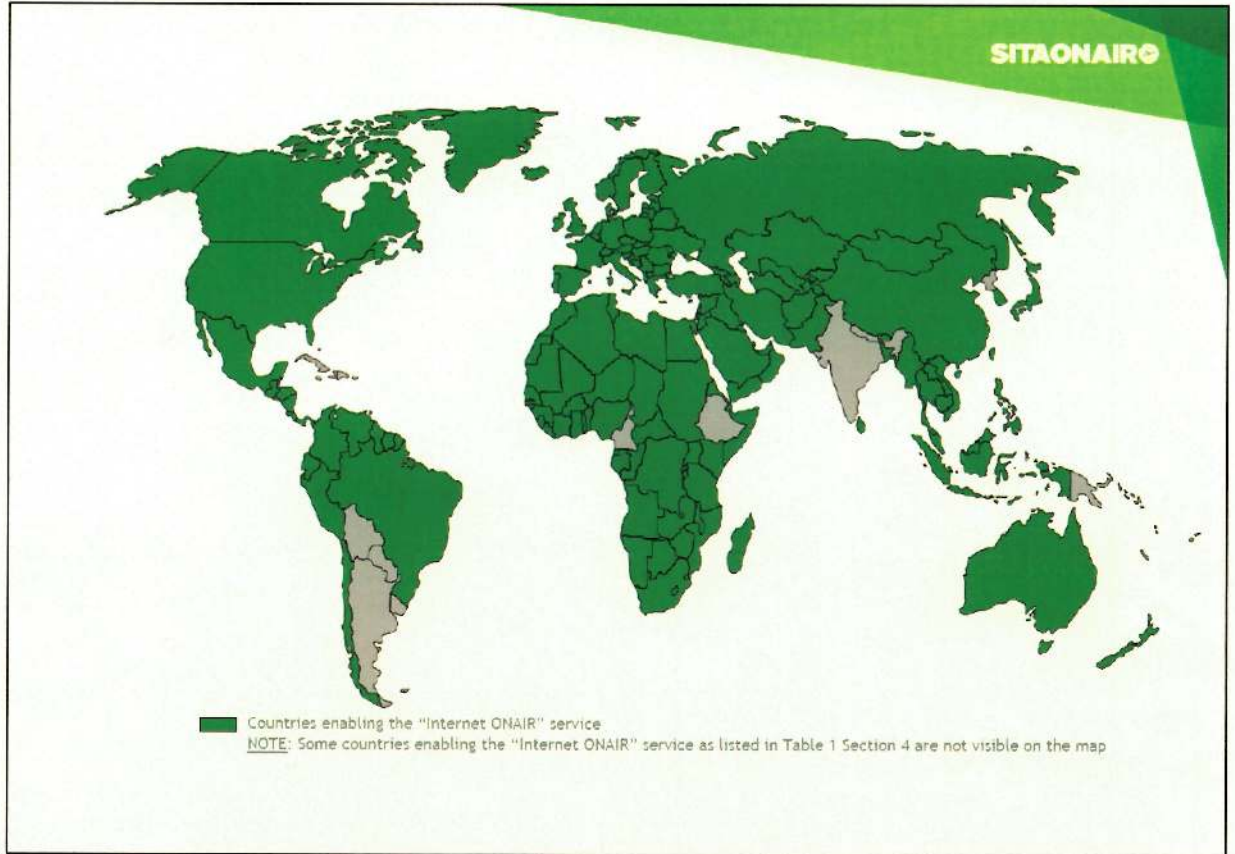 SITAONAIR
Countries enabling the "Internet ONAIR" service
NOTE: Some countries enabling the "Internet ONAIR" service as listed in Table 1 Section 4 are not visible on the map